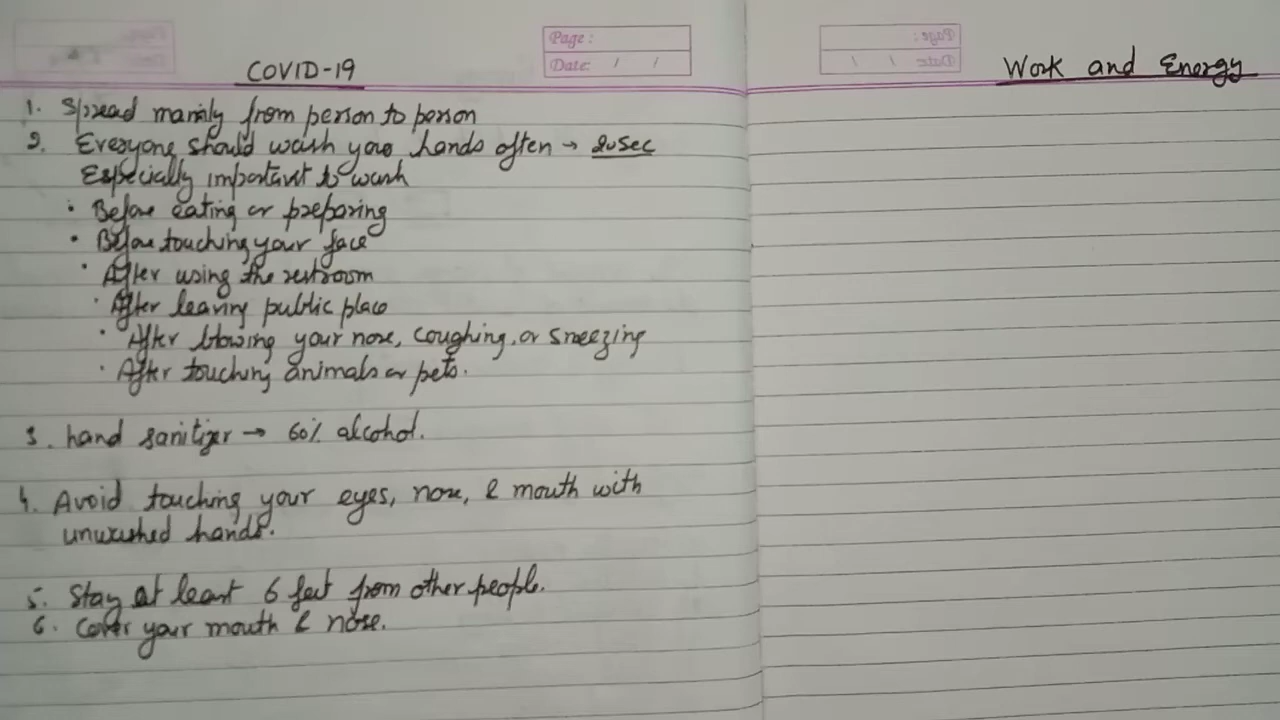 Page :
Date: / /
COVID-19
1. Spread mainly from person to person
2. Everyone should wash your hands often → 20sec
Especially important to wash
• Before eating or preparing
• Before touching your face
• After using the restroom
• After leaving public place
• After blowing your nose, coughing, or sneezing
• After touching animals or pets.
3. hand sanitizer → 60% alcohol.
4. Avoid touching your eyes, nose, & mouth with
unwashed hands.
5. Stay at least 6 feet from other people.
6. Cover your mouth & nose.
Work and Energy